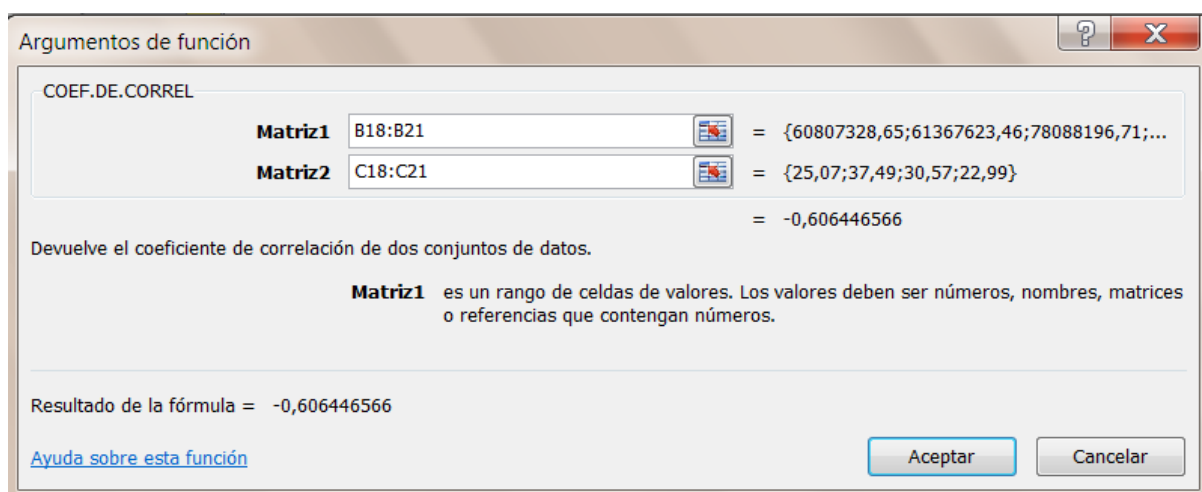 Argumentos de función
COEF.DE.CORREL
Matriz1 B18:B21 = {60807328,65;61367623,46;78088196,71;...
Matriz2 C18:C21 = {25,07;37,49;30,57;22,99}
= -0,606446566
Devuelve el coeficiente de correlación de dos conjuntos de datos.
Matriz1 es un rango de celdas de valores. Los valores deben ser números, nombres, matrices
o referencias que contengan números.
Resultado de la fórmula = -0,606446566
Ayuda sobre esta función
Aceptar Cancelar